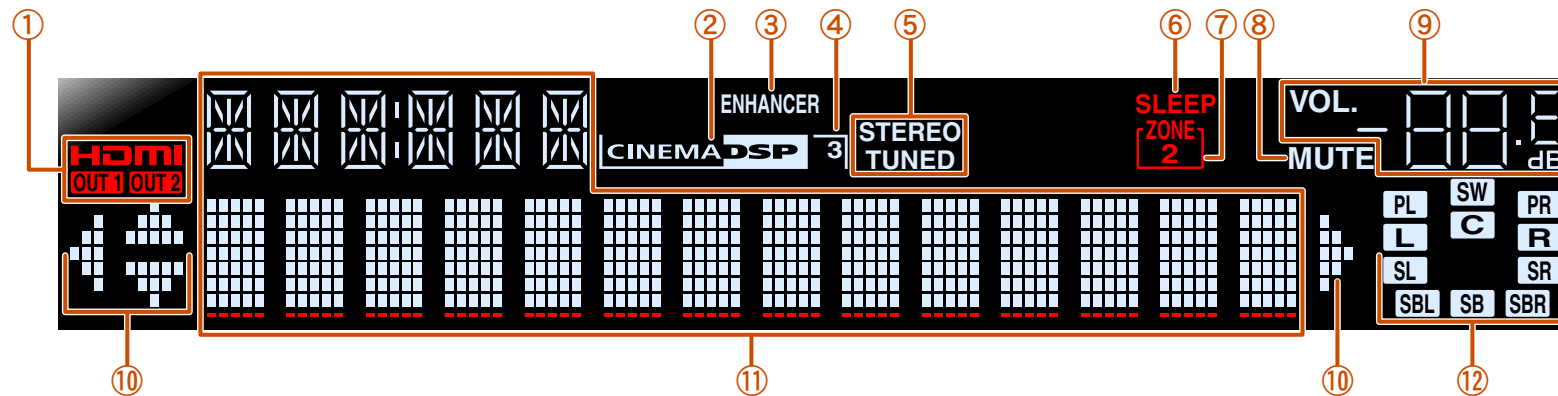 ① ② ③ ④ ⑤ ⑥ ⑦ ⑧ ⑨
ENHANCER
SLEEP
VOL.
HDMI
OUT 1 OUT 2
CINEMA DSP 3
STEREO
TUNED
ZONE
2
MUTE
dB
PL SW PR
L C R
SL SR
SBL SB SBR
⑩ ⑪ ⑩ ⑫